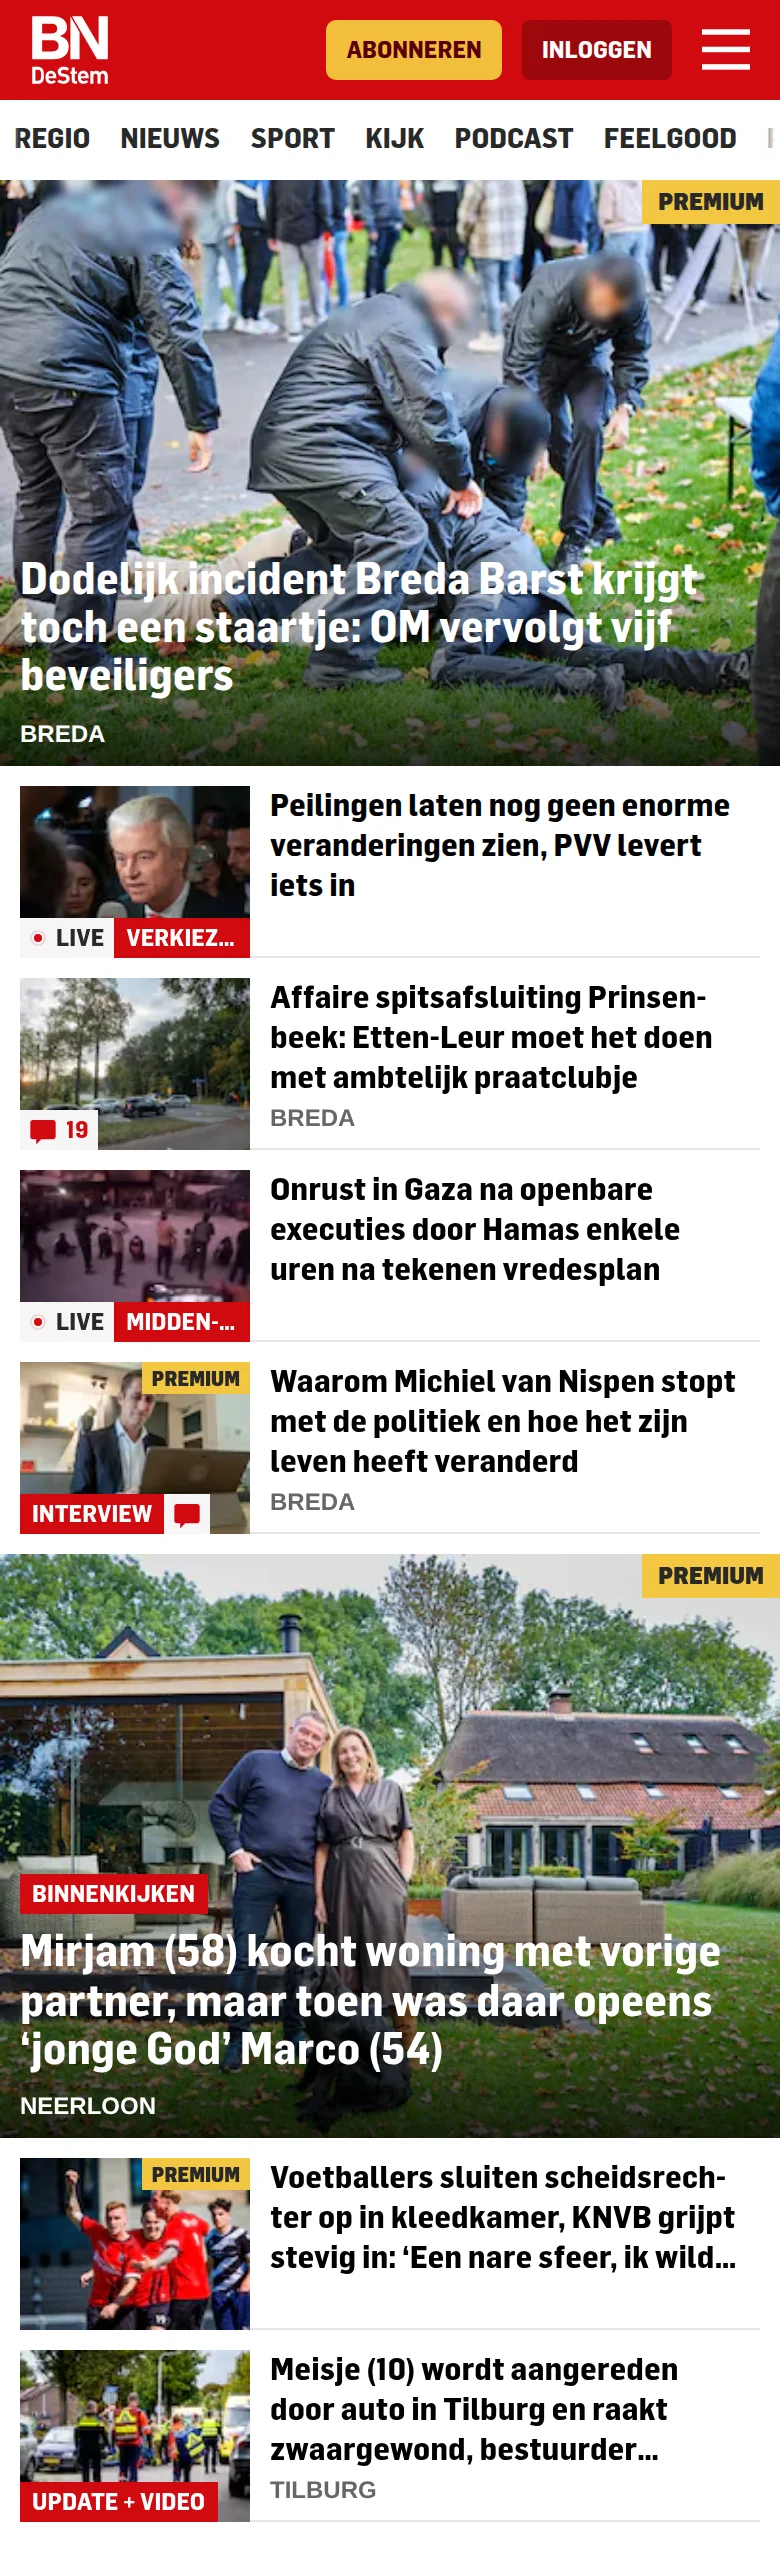 BN
DeStem
ABONNEREN
INLOGGEN
REGIO NIEUWS SPORT KIJK PODCAST FEELGOOD
PREMIUM
Dodelijk incident Breda Barst krijgt
toch een staartje: OM vervolgt vijf
beveiligers
BREDA
Peilingen laten nog geen enorme
veranderingen zien, PVV levert
iets in
LIVE VERKIEZ...
Affaire spitsafsluiting Prinsen-
beek: Etten-Leur moet het doen
met ambtelijk praatclubje
BREDA
19
Onrust in Gaza na openbare
executies door Hamas enkele
uren na tekenen vredesplan
LIVE MIDDEN-...
PREMIUM
Waarom Michiel van Nispen stopt
met de politiek en hoe het zijn
leven heeft veranderd
BREDA
INTERVIEW
PREMIUM
BINNENKIJKEN
Mirjam (58) kocht woning met vorige
partner, maar toen was daar opeens
‘jonge God’ Marco (54)
NEERLOON
PREMIUM
Voetballers sluiten scheidsrech-
ter op in kleedkamer, KNVB grijpt
stevig in: ‘Een nare sfeer, ik wild...
Meisje (10) wordt aangereden
door auto in Tilburg en raakt
zwaargewond, bestuurder...
TILBURG
UPDATE + VIDEO